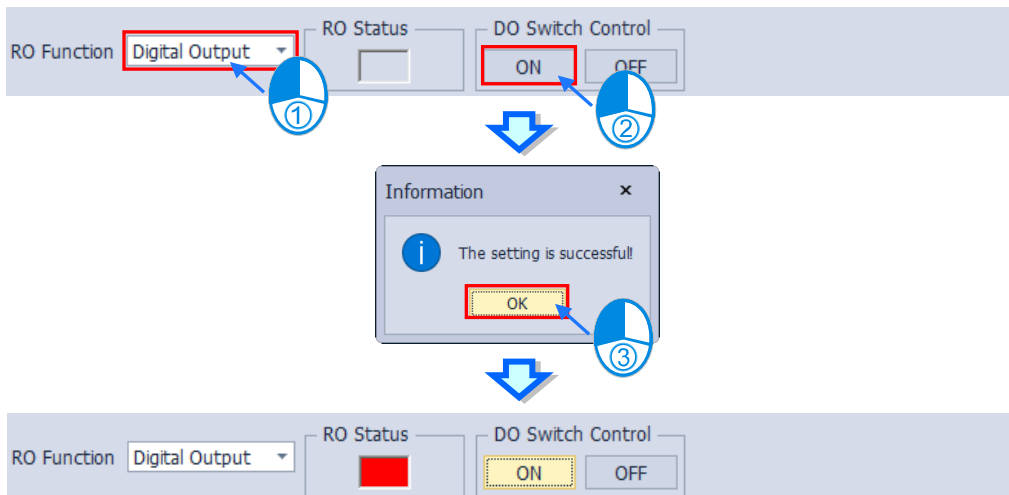 RO Status
DO Switch Control
RO Function Digital Output
ON OFF
①
②
Information ×
i The setting is successful!
OK
③
RO Status
DO Switch Control
RO Function Digital Output
ON OFF